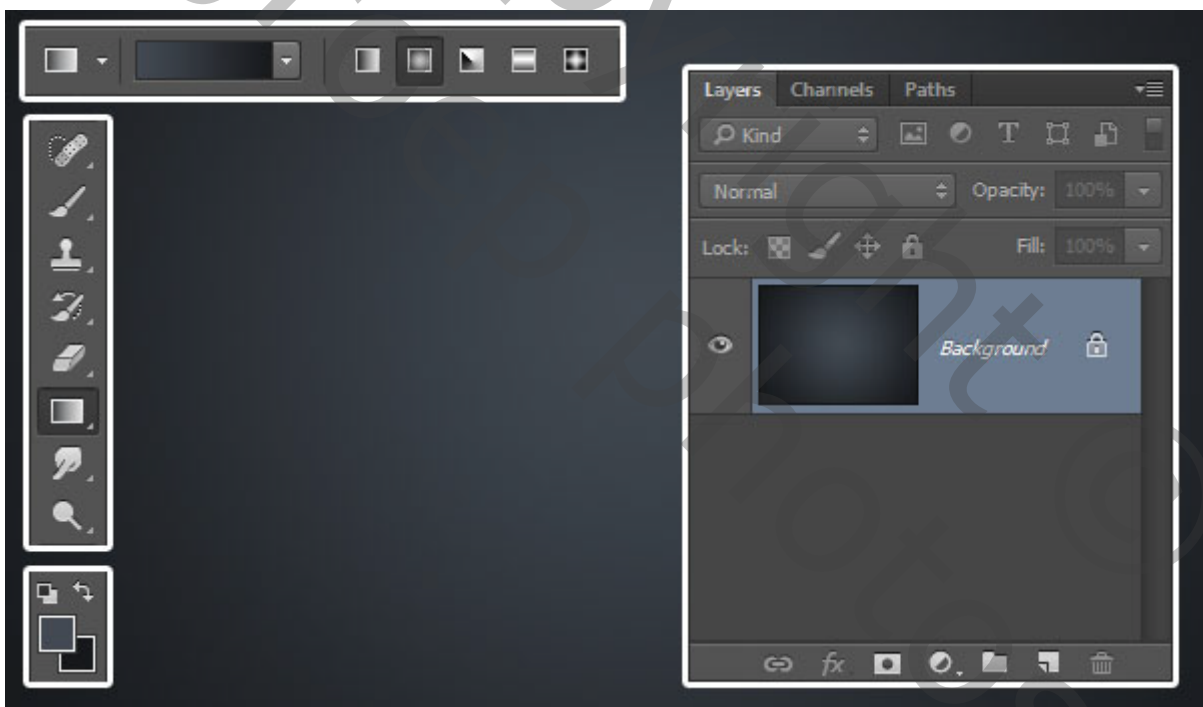 Layers Channels Paths
Kind
Normal Opacity: 100%
Lock: Fill: 100%
Background
fx